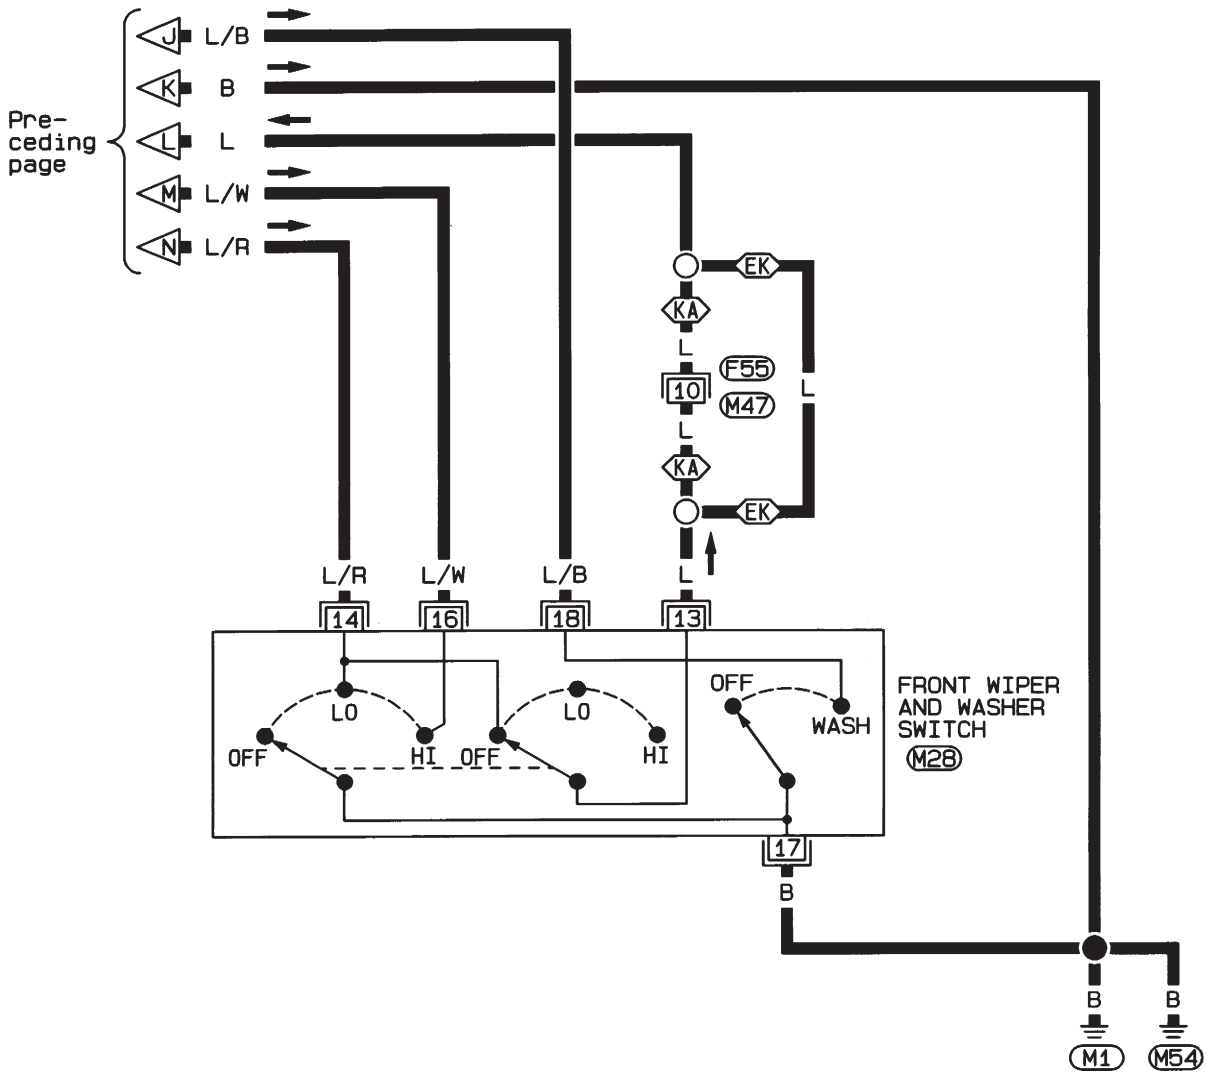 J L/B
K B
Pre-
ceding
page
L L
M L/W
N L/R
EK
KA
L
F55
10
L
M47
L
KA
EK
L/R L/W L/B L
14 16 18 13
OFF LO HI
OFF LO HI
OFF WASH
FRONT WIPER
AND WASHER
SWITCH
M28
17
B
B B
M1 M54